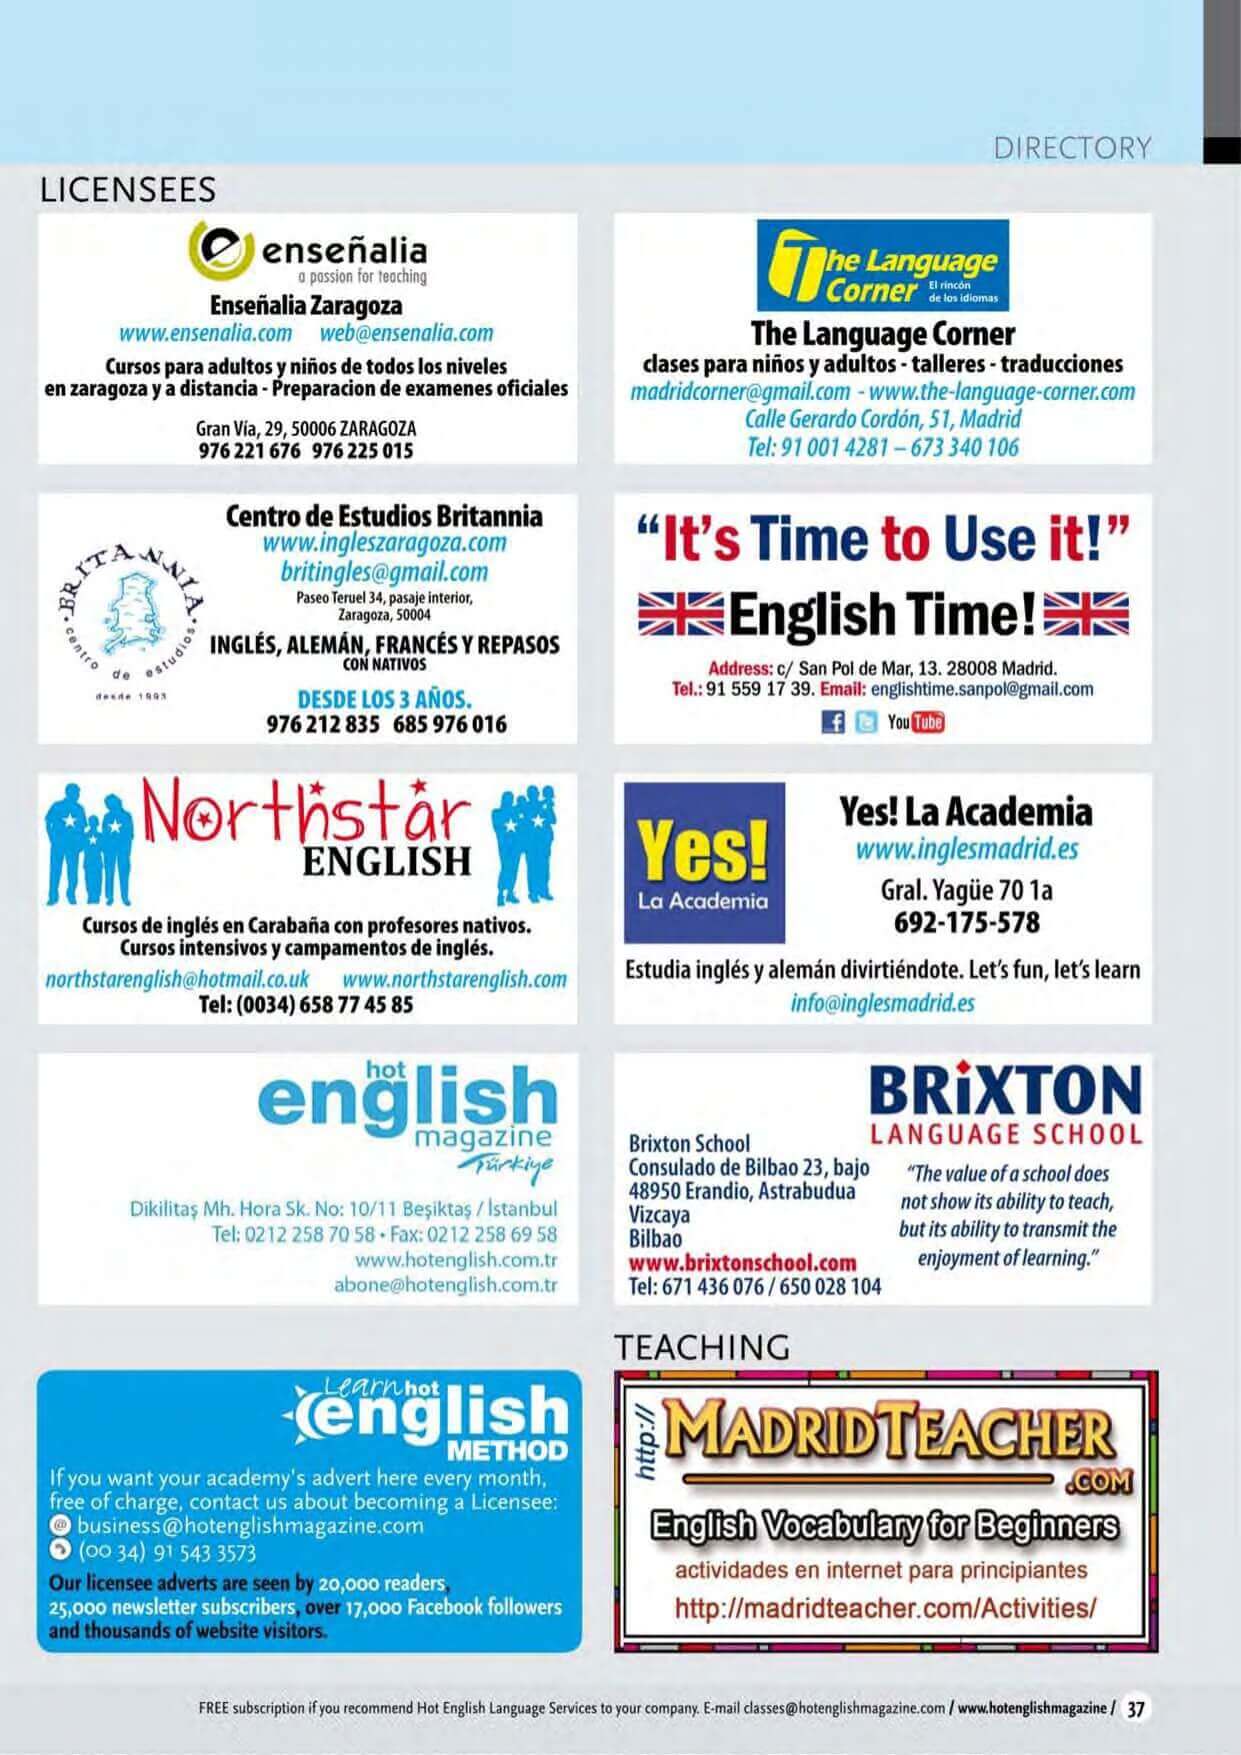 DIRECTORY
LICENSEES
enseñalia
a passion for teaching
Enseñalia Zaragoza
www.ensenalia.com web@ensenalia.com
Cursos para adultos y niños de todos los niveles
en zaragoza y a distancia - Preparacion de examenes oficiales
Gran Vía, 29, 50006 ZARAGOZA
976 221 676 976 225 015
The Language
Corner El rincón
de los idiomas
The Language Corner
clases para niños y adultos - talleres - traducciones
madridcorner@gmail.com - www.the-language-corner.com
Calle Gerardo Cordón, 51, Madrid
Tel: 91 001 4281 – 673 340 106
BRITANNIA
centro de estudios
desde 1993
Centro de Estudios Britannia
www.ingleszaragoza.com
britingles@gmail.com
Paseo Teruel 34, pasaje interior,
Zaragoza, 50004
INGLÉS, ALEMÁN, FRANCÉS Y REPASOS
CON NATIVOS
DESDE LOS 3 AÑOS.
976 212 835 685 976 016
“It’s Time to Use it!”
English Time!
Address: c/ San Pol de Mar, 13. 28008 Madrid.
Tel.: 91 559 17 39. Email: englishtime.sanpol@gmail.com
f t You Tube
Northstar
ENGLISH
Cursos de inglés en Carabaña con profesores nativos.
Cursos intensivos y campamentos de inglés.
northstarenglish@hotmail.co.uk www.northstarenglish.com
Tel: (0034) 658 77 45 85
Yes!
La Academia
Yes! La Academia
www.inglesmadrid.es
Gral. Yagüe 70 1a
692-175-578
Estudia inglés y alemán divirtiéndote. Let’s fun, let’s learn
info@inglesmadrid.es
hot
english
magazine
Türkiye
Dikilitaş Mh. Hora Sk. No: 10/11 Beşiktaş / İstanbul
Tel: 0212 258 70 58 • Fax: 0212 258 69 58
www.hotenglish.com.tr
abone@hotenglish.com.tr
BRiXTON
LANGUAGE SCHOOL
Brixton School
Consulado de Bilbao 23, bajo
48950 Erandio, Astrabudua
Vizcaya
Bilbao
www.brixtonschool.com
Tel: 671 436 076 / 650 028 104
“The value of a school does
not show its ability to teach,
but its ability to transmit the
enjoyment of learning.”
Learn hot
english
METHOD
If you want your academy's advert here every month,
free of charge, contact us about becoming a Licensee:
@ business@hotenglishmagazine.com
(00 34) 91 543 3573
Our licensee adverts are seen by 20,000 readers,
25,000 newsletter subscribers, over 17,000 Facebook followers
and thousands of website visitors.
TEACHING
http://
MADRIDTEACHER
.COM
English Vocabulary for Beginners
actividades en internet para principiantes
http://madridteacher.com/Activities/
FREE subscription if you recommend Hot English Language Services to your company. E-mail classes@hotenglishmagazine.com / www.hotenglishmagazine / 37